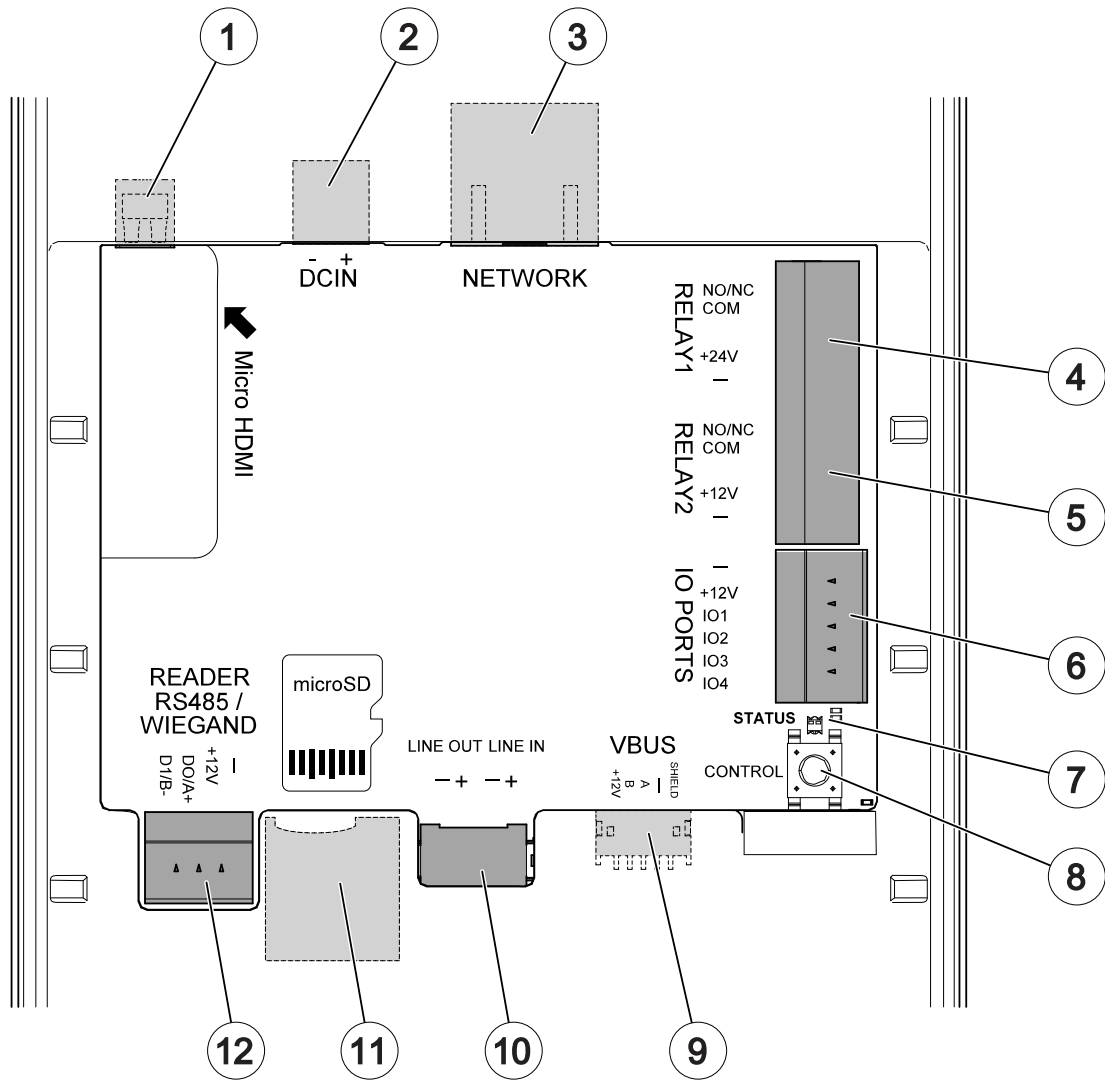 1
2
3
- +
DCIN
NETWORK
Micro HDMI
RELAY1
NO/NC
COM
+24V
—
4
RELAY2
NO/NC
COM
+12V
—
5
IO PORTS
—
+12V
IO1
IO2
IO3
IO4
6
STATUS
7
CONTROL
8
READER
RS485 /
WIEGAND
D1/B-
DO/A+
+12V
—
microSD
LINE OUT LINE IN
— + — +
VBUS
+12V
B
A
—
SHIELD
12
11
10
9